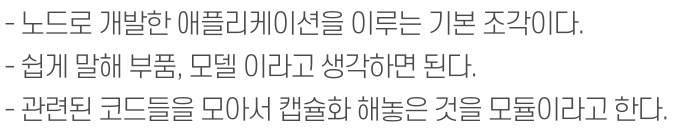 - 노드로 개발한 애플리케이션을 이루는 기본 조각이다.
- 쉽게 말해 부품, 모델 이라고 생각하면 된다.
- 관련된 코드들을 모아서 캡슐화 해놓은 것을 모듈이라고 한다.